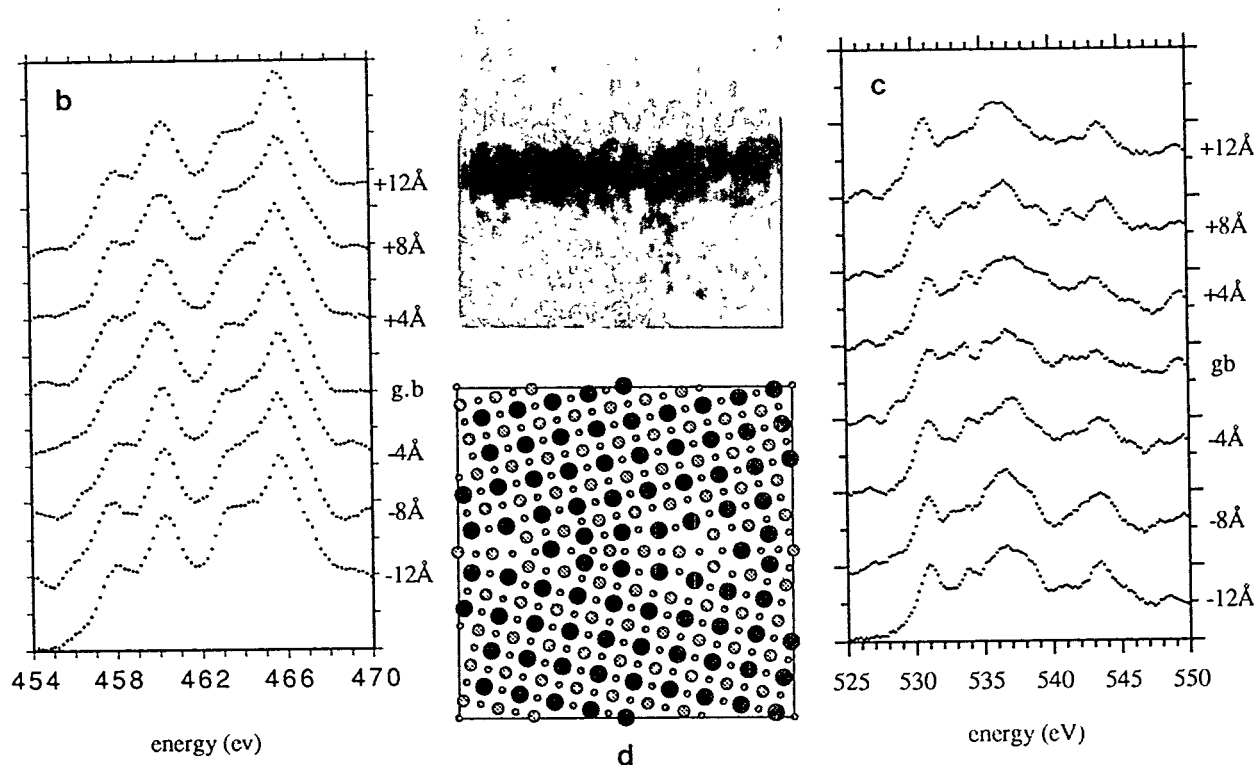 b
+12Å
+8Å
+4Å
g.b
-4Å
-8Å
-12Å
454 458 462 466 470
energy (ev)
d
c
+12Å
+8Å
+4Å
gb
-4Å
-8Å
-12Å
525 530 535 540 545 550
energy (eV)